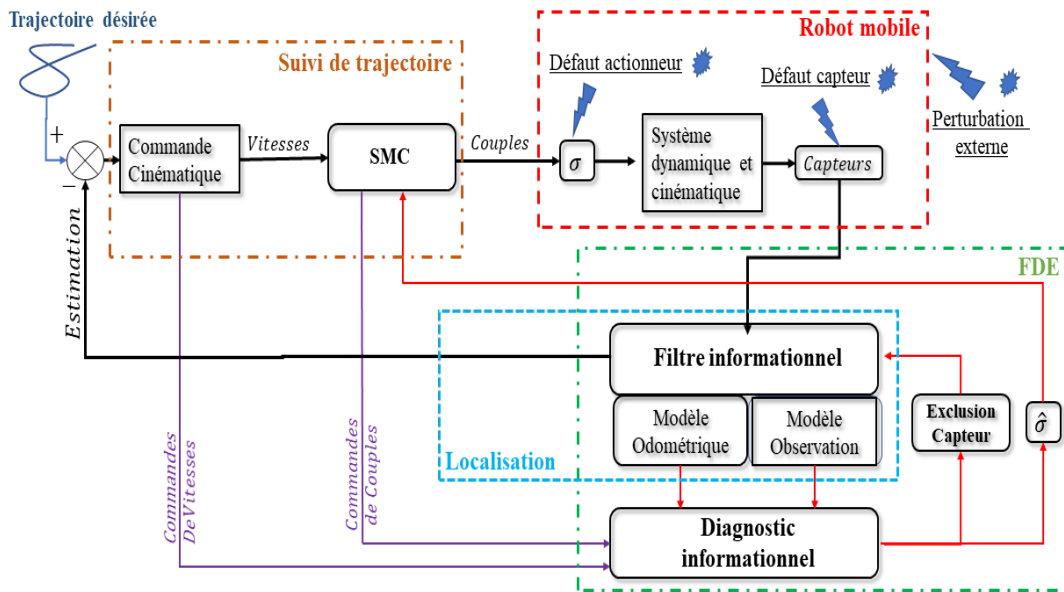 Trajectoire désirée
Robot mobile
Suivi de trajectoire
Défaut actionneur
Défaut capteur
Perturbation
externe
+
−
Commande
Cinématique
Vitesses
SMC
Couples
σ
Système
dynamique et
cinématique
Capteurs
Estimation
FDE
Filtre informationnel
Modèle
Odométrique
Modèle
Observation
Localisation
Exclusion
Capteur
σ̂
Commandes
DeVitesses
Commandes
de Couples
Diagnostic
informationnel